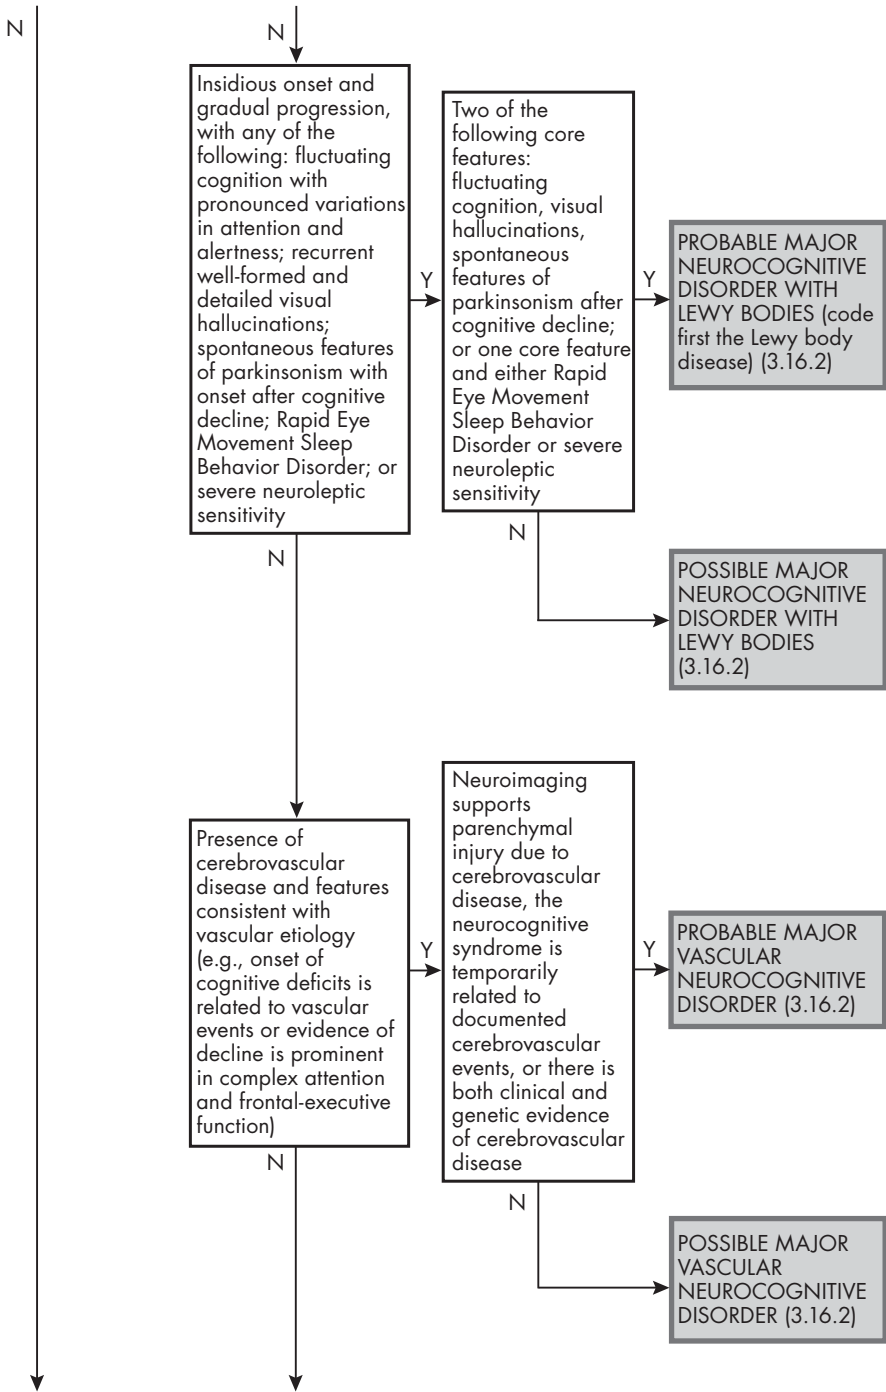 N
N
Insidious onset and
gradual progression,
with any of the
following: fluctuating
cognition with
pronounced variations
in attention and
alertness; recurrent
well-formed and
detailed visual
hallucinations;
spontaneous features
of parkinsonism with
onset after cognitive
decline; Rapid Eye
Movement Sleep
Behavior Disorder; or
severe neuroleptic
sensitivity
Y
Two of the
following core
features:
fluctuating
cognition, visual
hallucinations,
spontaneous
features of
parkinsonism after
cognitive decline;
or one core feature
and either Rapid
Eye Movement
Sleep Behavior
Disorder or severe
neuroleptic
sensitivity
Y
PROBABLE MAJOR
NEUROCOGNITIVE
DISORDER WITH
LEWY BODIES (code
first the Lewy body
disease) (3.16.2)
N
POSSIBLE MAJOR
NEUROCOGNITIVE
DISORDER WITH
LEWY BODIES
(3.16.2)
N
Presence of
cerebrovascular
disease and features
consistent with
vascular etiology
(e.g., onset of
cognitive deficits is
related to vascular
events or evidence of
decline is prominent
in complex attention
and frontal-executive
function)
Y
Neuroimaging
supports
parenchymal
injury due to
cerebrovascular
disease, the
neurocognitive
syndrome is
temporarily
related to
documented
cerebrovascular
events, or there is
both clinical and
genetic evidence
of cerebrovascular
disease
Y
PROBABLE MAJOR
VASCULAR
NEUROCOGNITIVE
DISORDER (3.16.2)
N
POSSIBLE MAJOR
VASCULAR
NEUROCOGNITIVE
DISORDER (3.16.2)
N